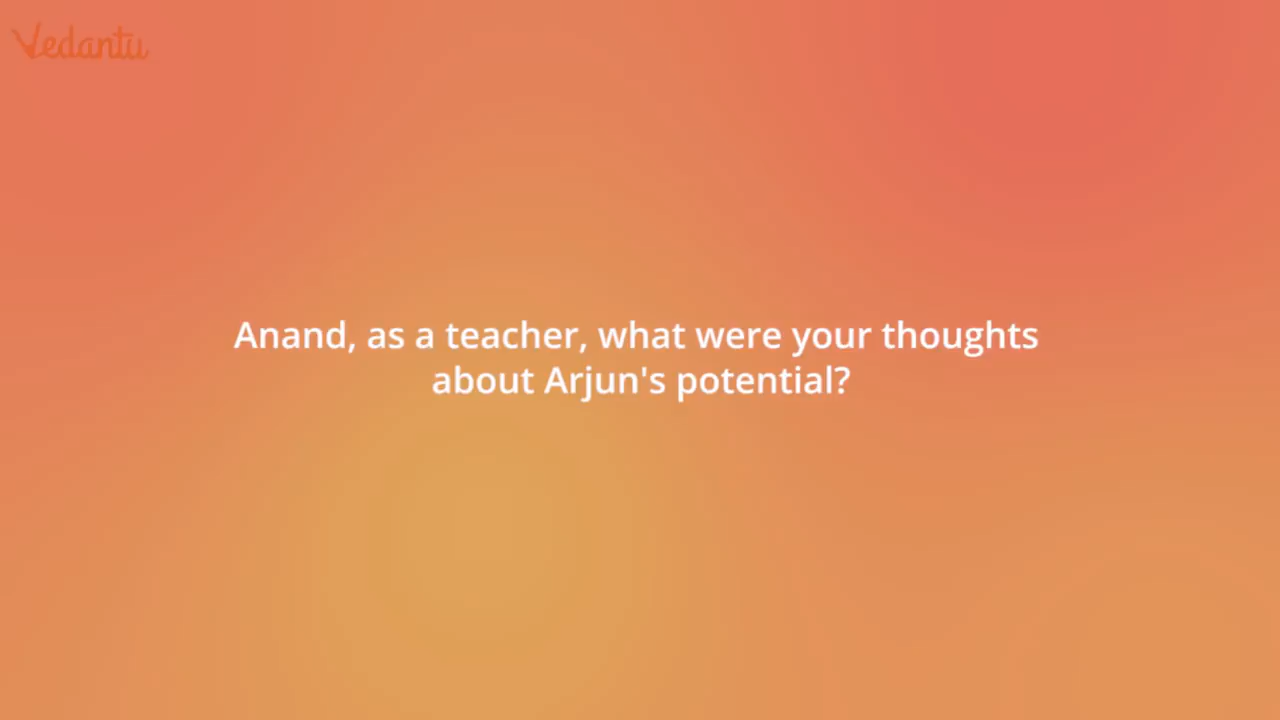 Vedantu
Anand, as a teacher, what were your thoughts
about Arjun's potential?